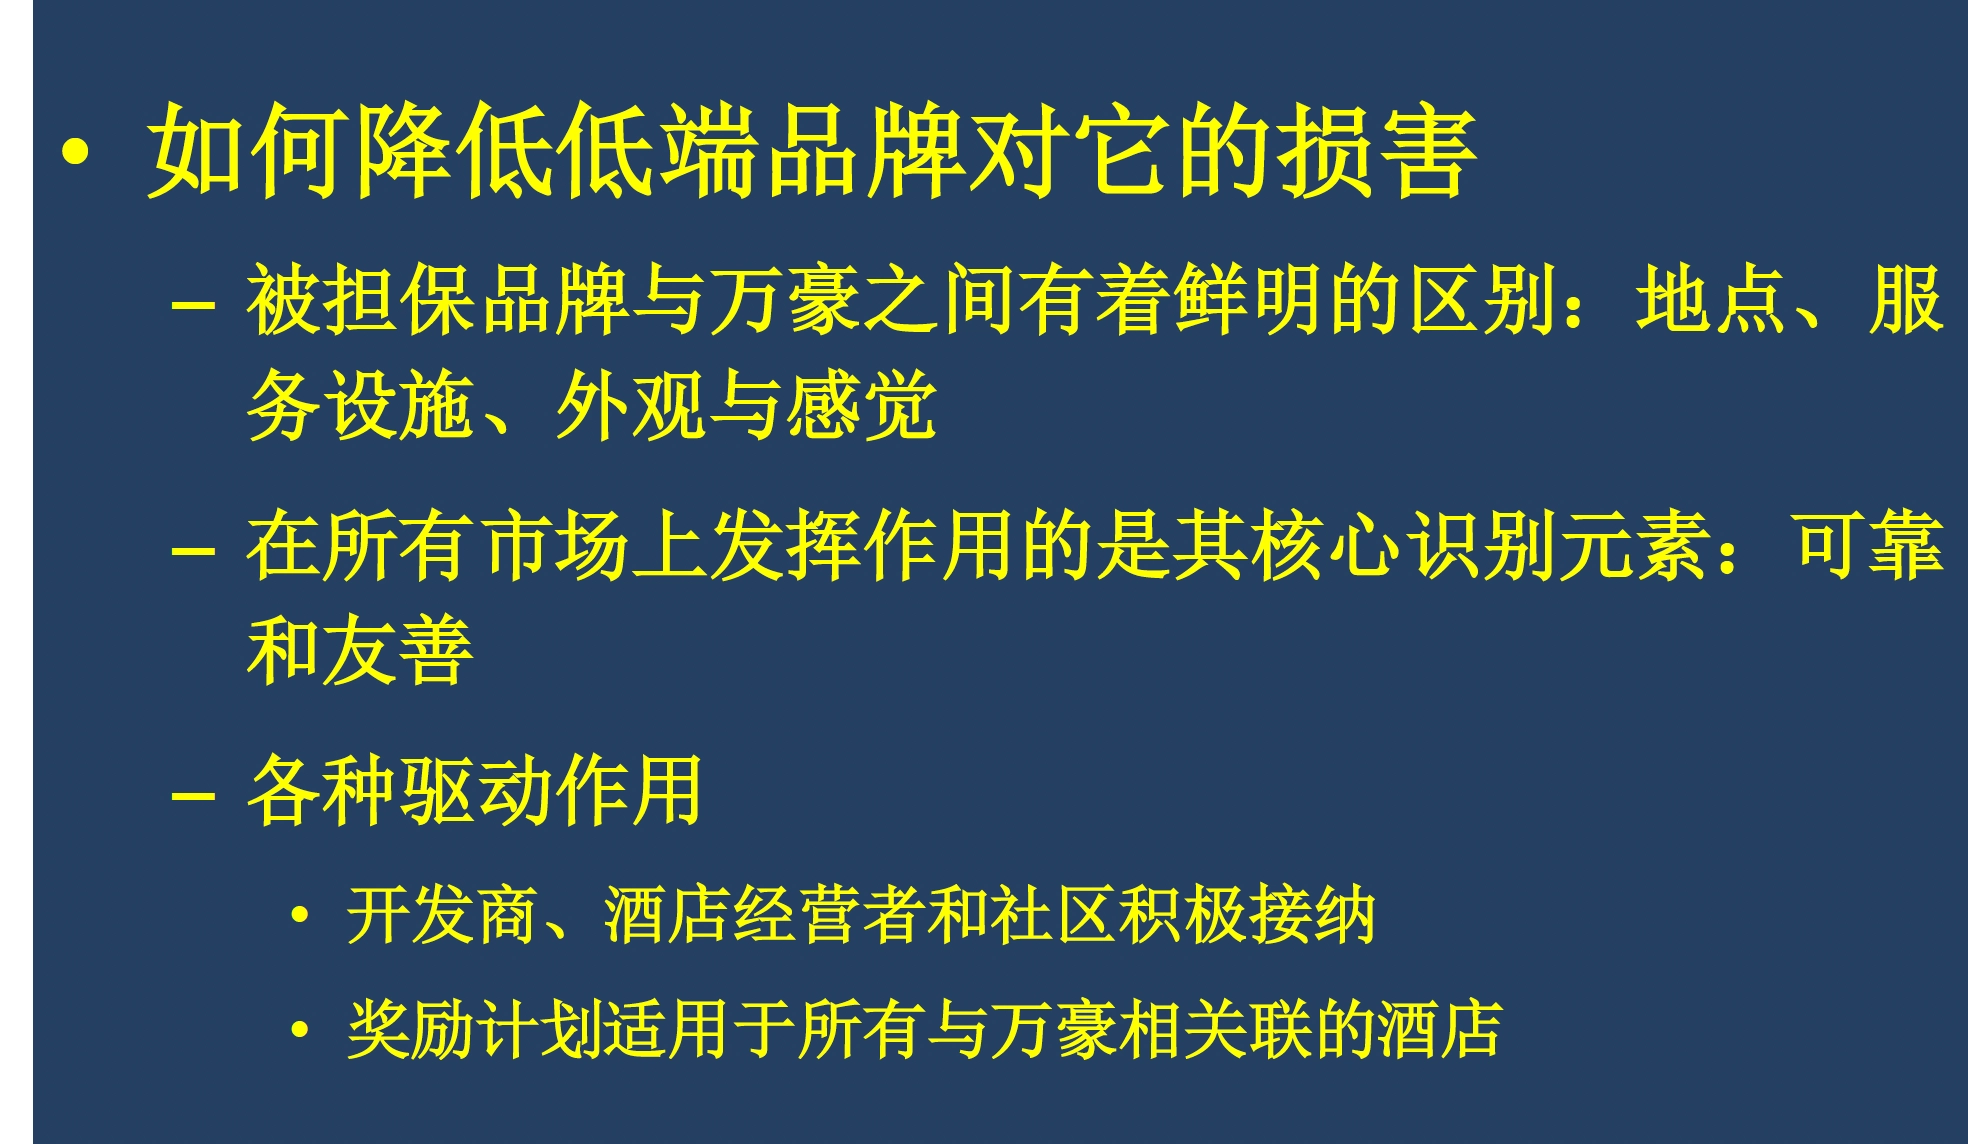 • 如何降低低端品牌对它的损害
– 被担保品牌与万豪之间有着鲜明的区别：地点、服
务设施、外观与感觉
– 在所有市场上发挥作用的是其核心识别元素：可靠
和友善
– 各种驱动作用
• 开发商、酒店经营者和社区积极接纳
• 奖励计划适用于所有与万豪相关联的酒店